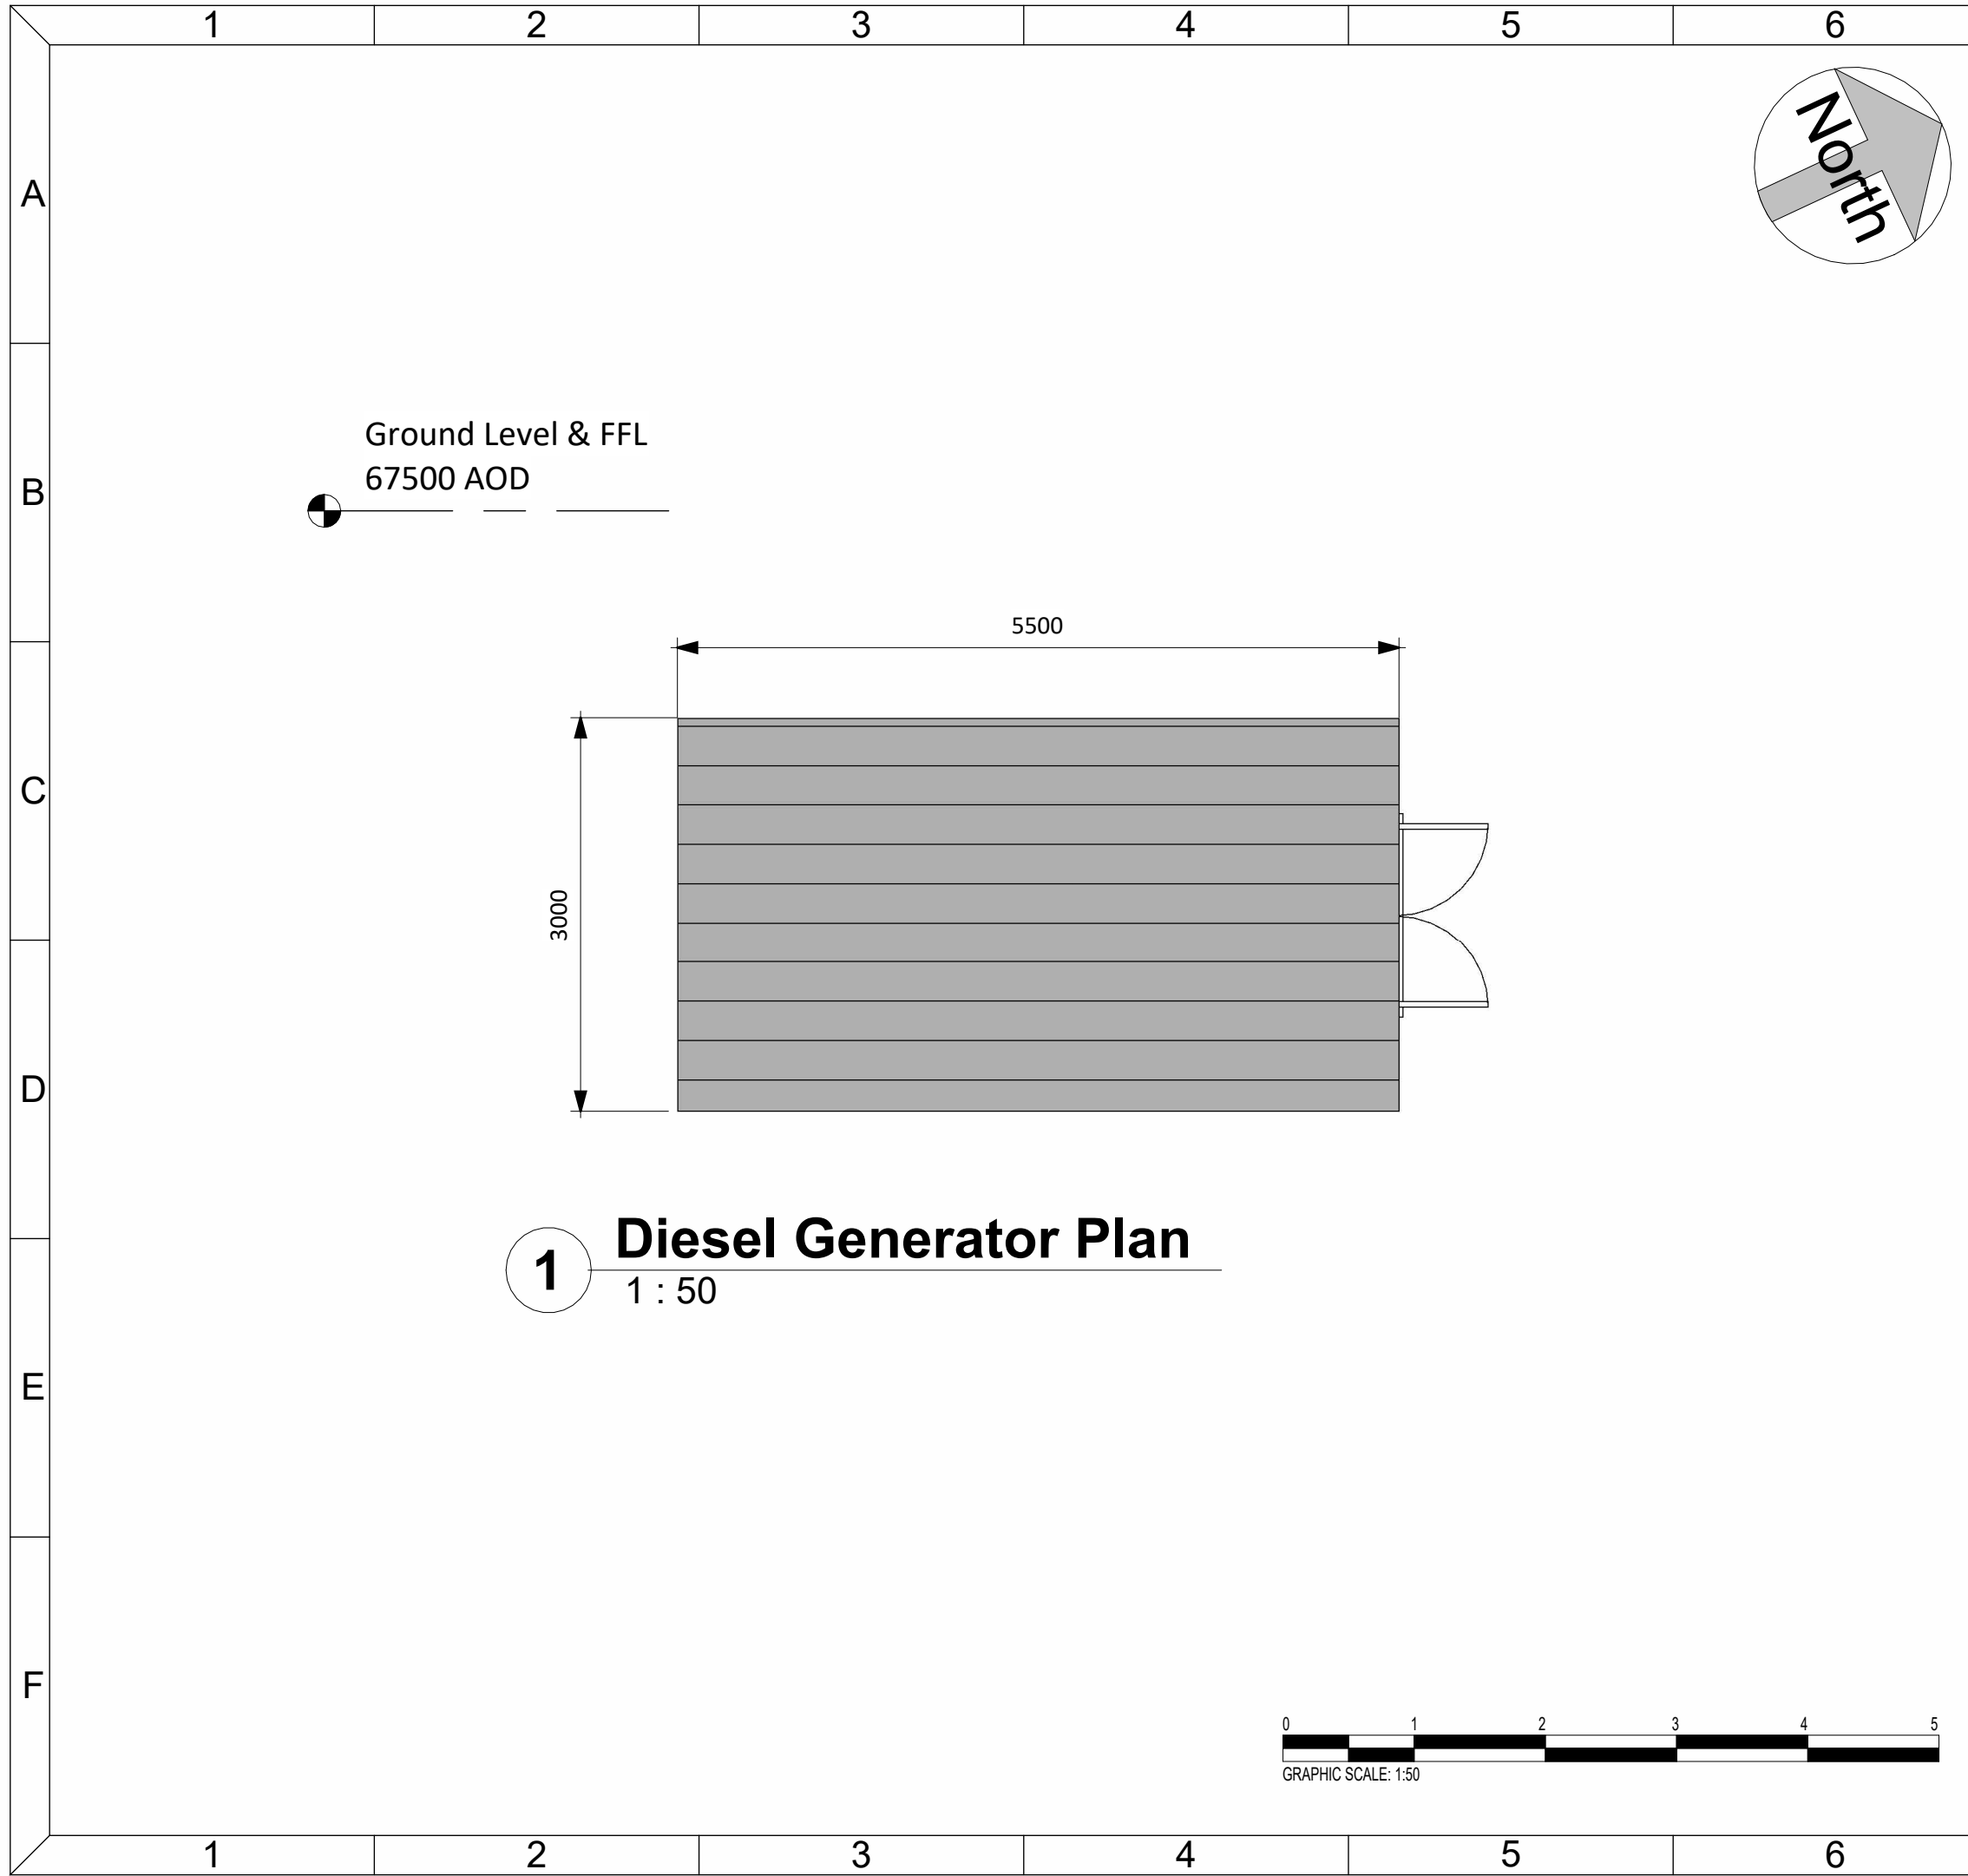 1 2 3 4 5 6
North
A
Ground Level & FFL
67500 AOD
B
5500
C
3000
D
Diesel Generator Plan
1
1 : 50
E
F
0 1 2 3 4 5
GRAPHIC SCALE: 1:50
1 2 3 4 5 6